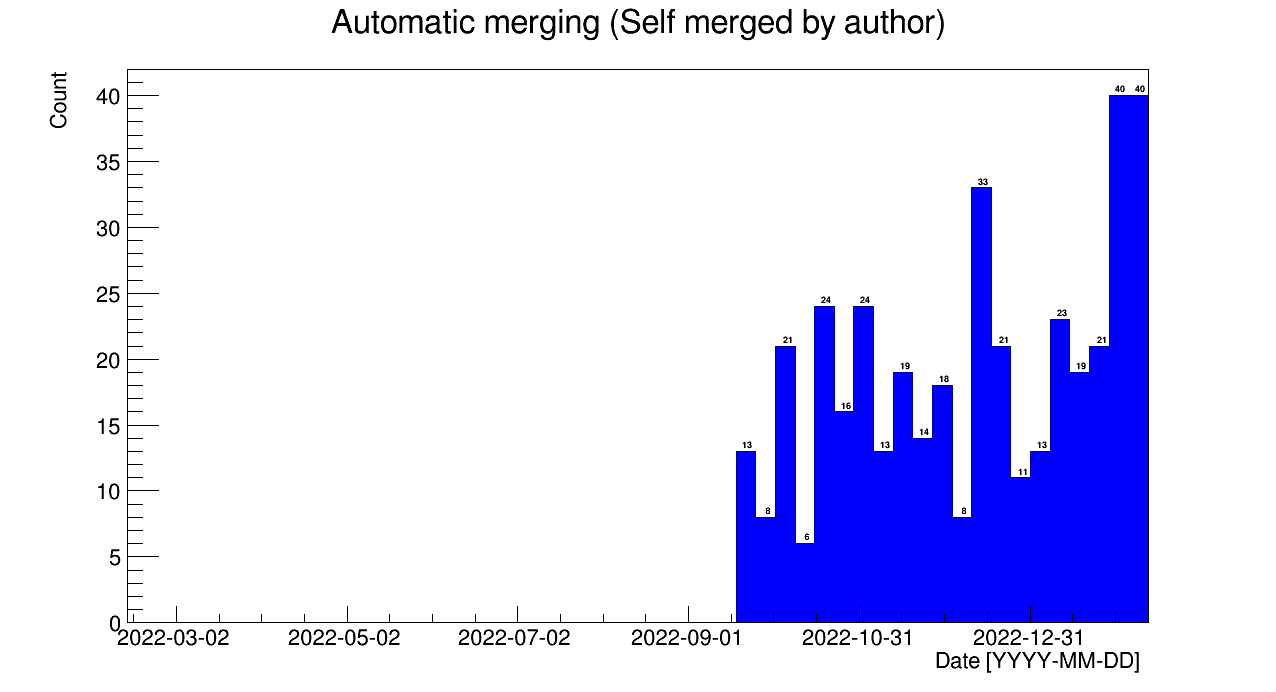 Automatic merging (Self merged by author)
Count
40
35
30
25
20
15
10
5
0
13 8 21 6 24 16 24 13 19 14 18 8 33 21 11 13 23 19 21 40 40
2022-03-02 2022-05-02 2022-07-02 2022-09-01 2022-10-31 2022-12-31
Date [YYYY-MM-DD]